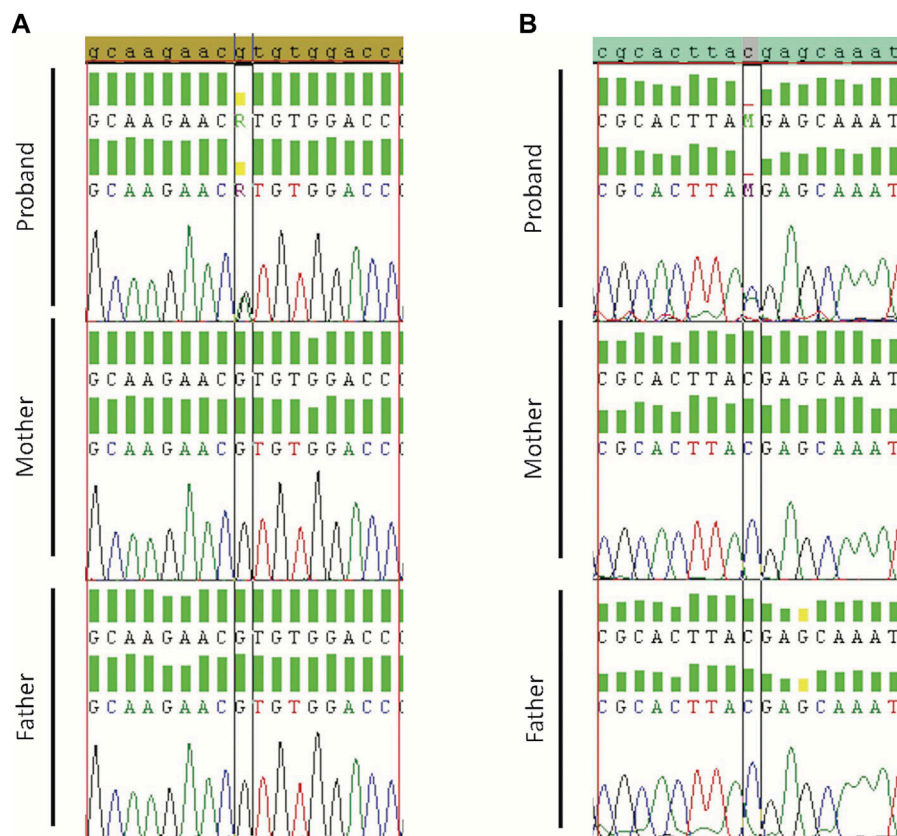 A
gcaagaacgtgtggacc
Proband
GCAAGAACRTGTGGACC
GCAAGAACRTGTGGACC
Mother
GCAAGAACGTGTGGACC
GCAAGAACGTGTGGACC
Father
GCAAGAACGTGTGGACC
GCAAGAACGTGTGGACC
B
cgcacttacgagcaaat
Proband
CGCACTTAMGAGCAAAT
CGCACTTAMGAGCAAAT
Mother
CGCACTTACGAGCAAAT
CGCACTTACGAGCAAAT
Father
CGCACTTACGAGCAAAT
CGCACTTACGAGCAAAT